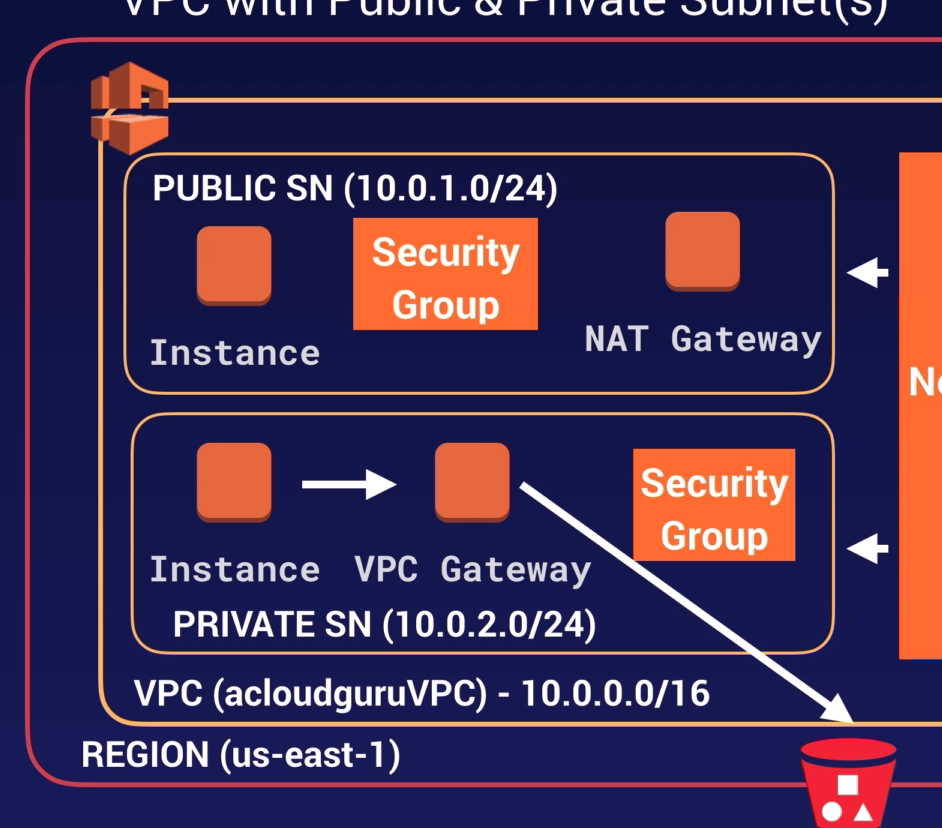 VPC with Public & Private Subnet(s)
PUBLIC SN (10.0.1.0/24)
Security
Group
Instance
NAT Gateway
Security
Group
Instance
VPC Gateway
PRIVATE SN (10.0.2.0/24)
VPC (acloudguruVPC) - 10.0.0.0/16
REGION (us-east-1)